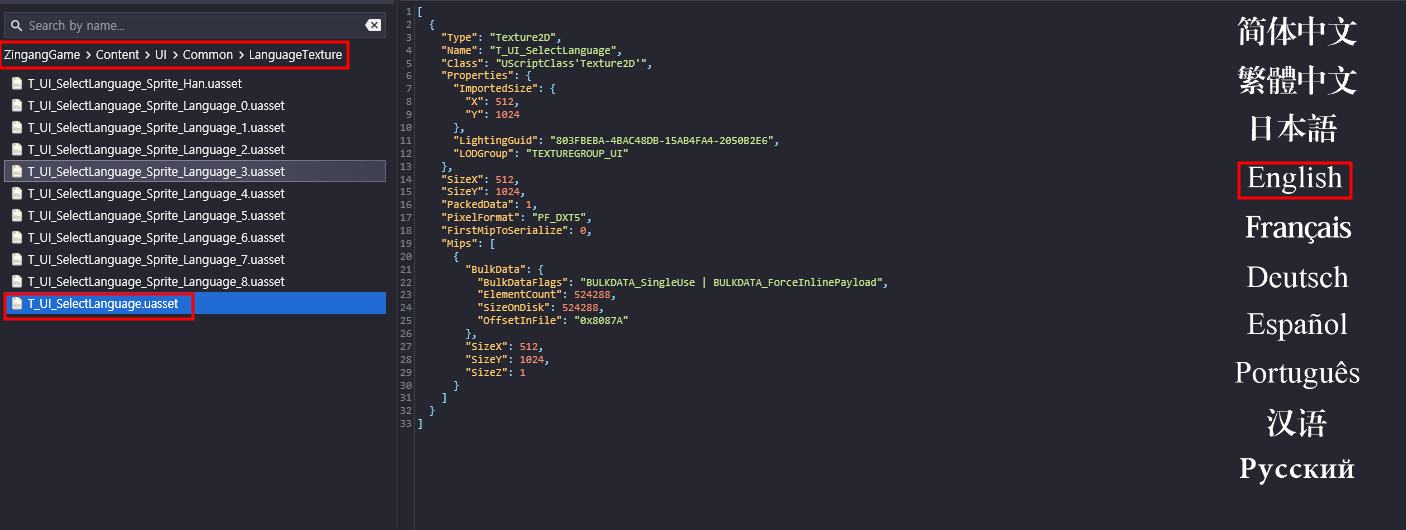 Search by name...
ZingangGame > Content > UI > Common > LanguageTexture
T_UI_SelectLanguage_Sprite_Han.uasset
T_UI_SelectLanguage_Sprite_Language_0.uasset
T_UI_SelectLanguage_Sprite_Language_1.uasset
T_UI_SelectLanguage_Sprite_Language_2.uasset
T_UI_SelectLanguage_Sprite_Language_3.uasset
T_UI_SelectLanguage_Sprite_Language_4.uasset
T_UI_SelectLanguage_Sprite_Language_5.uasset
T_UI_SelectLanguage_Sprite_Language_6.uasset
T_UI_SelectLanguage_Sprite_Language_7.uasset
T_UI_SelectLanguage_Sprite_Language_8.uasset
T_UI_SelectLanguage.uasset
1 [
2 {
3 "Type": "Texture2D",
4 "Name": "T_UI_SelectLanguage",
5 "Class": "UScriptClass'Texture2D'",
6 "Properties": {
7 "ImportedSize": {
8 "X": 512,
9 "Y": 1024
10 },
11 "LightingGuid": "803FBEBA-4BAC48DB-15AB4FA4-2050B2E6",
12 "LODGroup": "TEXTUREGROUP_UI"
13 },
14 "SizeX": 512,
15 "SizeY": 1024,
16 "PackedData": 1,
17 "PixelFormat": "PF_DXT5",
18 "FirstMipToSerialize": 0,
19 "Mips": [
20 {
21 "BulkData": {
22 "BulkDataFlags": "BULKDATA_SingleUse | BULKDATA_ForceInlinePayload",
23 "ElementCount": 524288,
24 "SizeOnDisk": 524288,
25 "OffsetInFile": "0x8087A"
26 },
27 "SizeX": 512,
28 "SizeY": 1024,
29 "SizeZ": 1
30 }
31 ]
32 }
33 ]
简体中文
繁體中文
日本語
English
Français
Deutsch
Español
Português
汉语
Русский